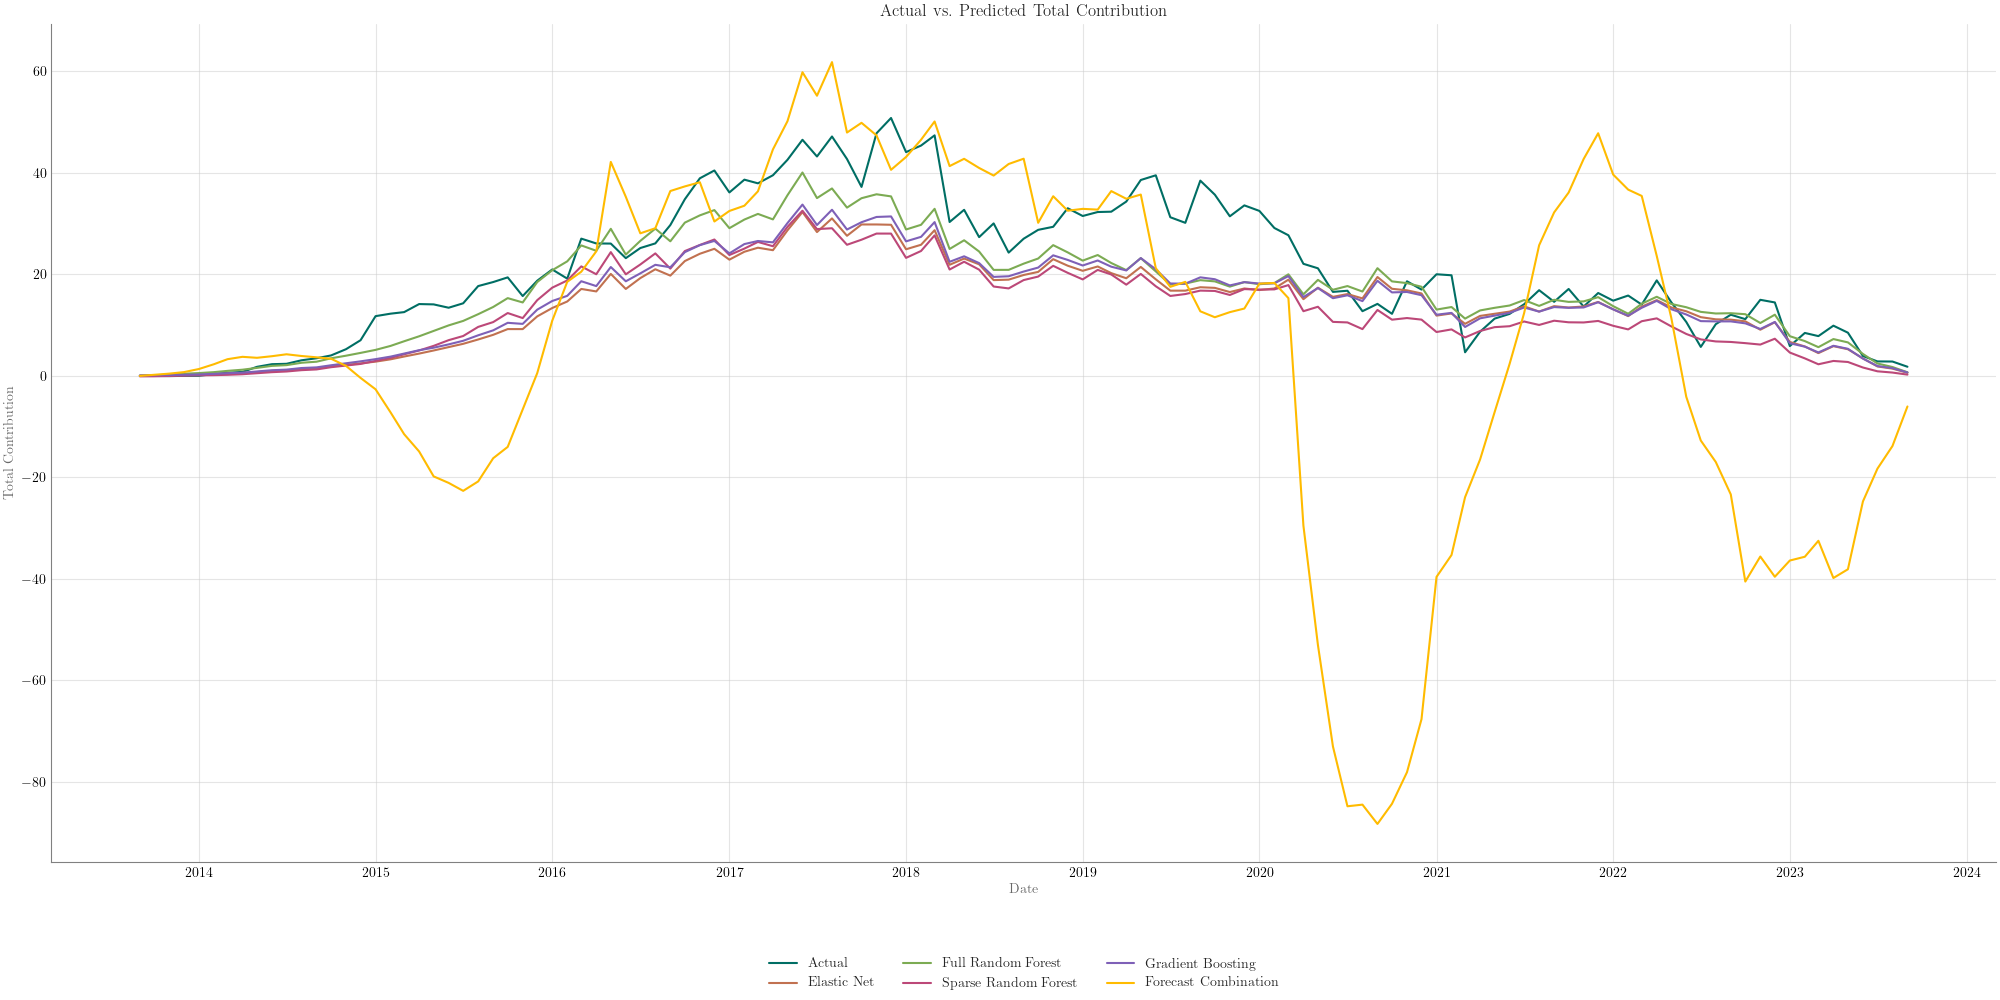 Actual vs. Predicted Total Contribution
60
40
20
0
−20
−40
−60
−80
Total Contribution
2014 2015 2016 2017 2018 2019 2020 2021 2022 2023 2024
Date
Actual Full Random Forest Gradient Boosting
Elastic Net Sparse Random Forest Forecast Combination